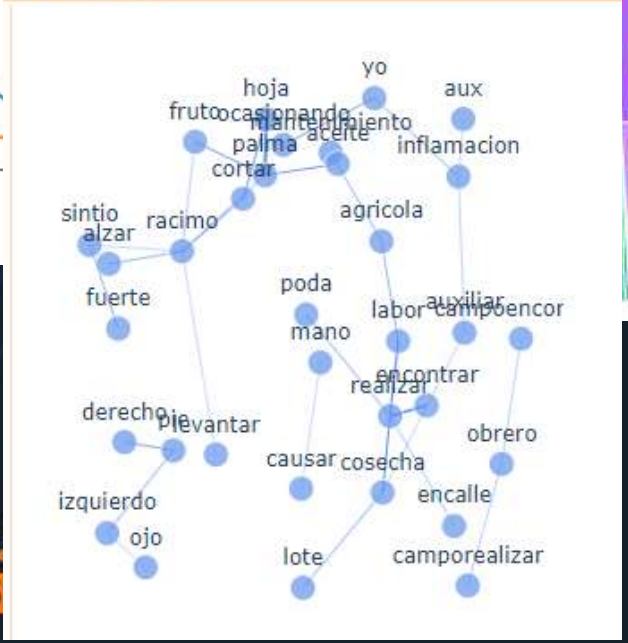 yo
hoja
aux
fruto
ocasionando
mantenimiento
aceite
palma
inflamacion
cortar
agricola
sintio
racimo
alzar
poda
fuerte
auxiliar
labor
campoencor
mano
encontrar
realizar
derecho
pie
levantar
obrero
causar
cosecha
izquierdo
encalle
ojo
lote
camporealizar